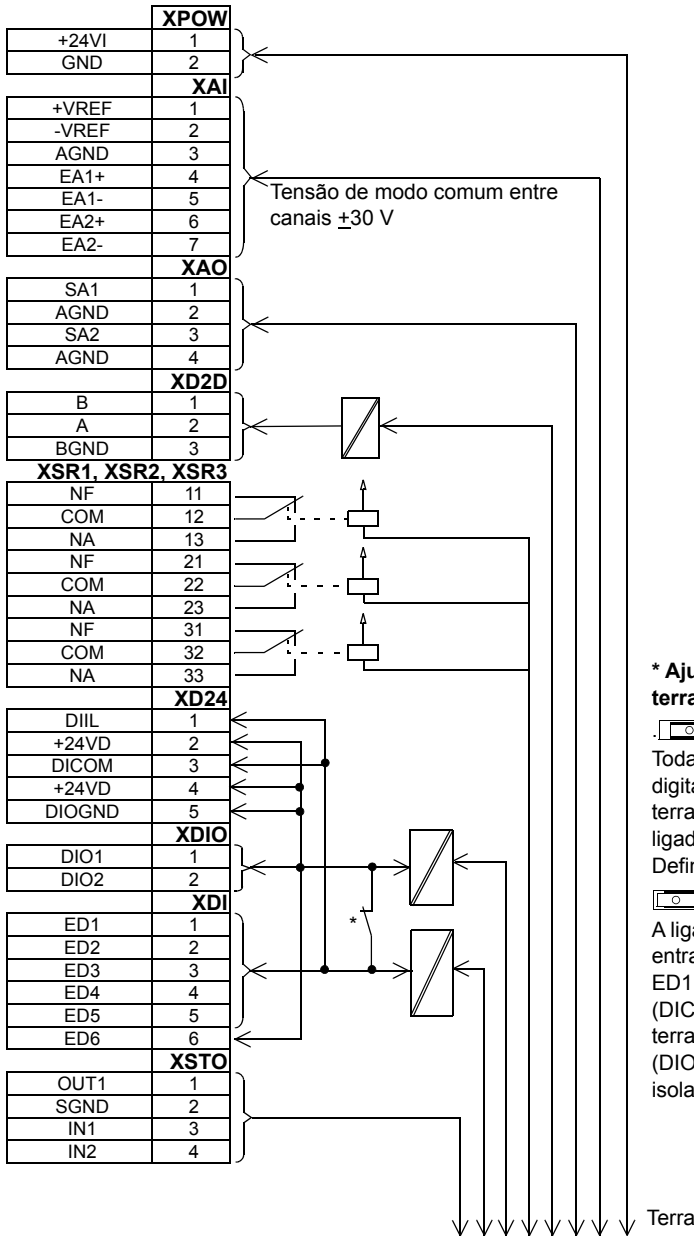 XPOW
+24VI 1
GND 2
XAI
+VREF 1
-VREF 2
AGND 3
EA1+ 4
EA1- 5
EA2+ 6
EA2- 7
Tensão de modo comum entre
canais ±30 V
XAO
SA1 1
AGND 2
SA2 3
AGND 4
XD2D
B 1
A 2
BGND 3
XSR1, XSR2, XSR3
NF 11
COM 12
NA 13
NF 21
COM 22
NA 23
NF 31
COM 32
NA 33
XD24
DIIL 1
+24VD 2
DICOM 3
+24VD 4
DIOGND 5
XDIO
DIO1 1
DIO2 2
XDI
ED1 1
ED2 2
ED3 3
ED4 4
ED5 5
ED6 6
*
XSTO
OUT1 1
SGND 2
IN1 3
IN2 4
* Aju
terra
Toda
digita
terra
ligad
Defin
A liga
entra
ED1
(DIC
terra
(DIO
isola
Terra